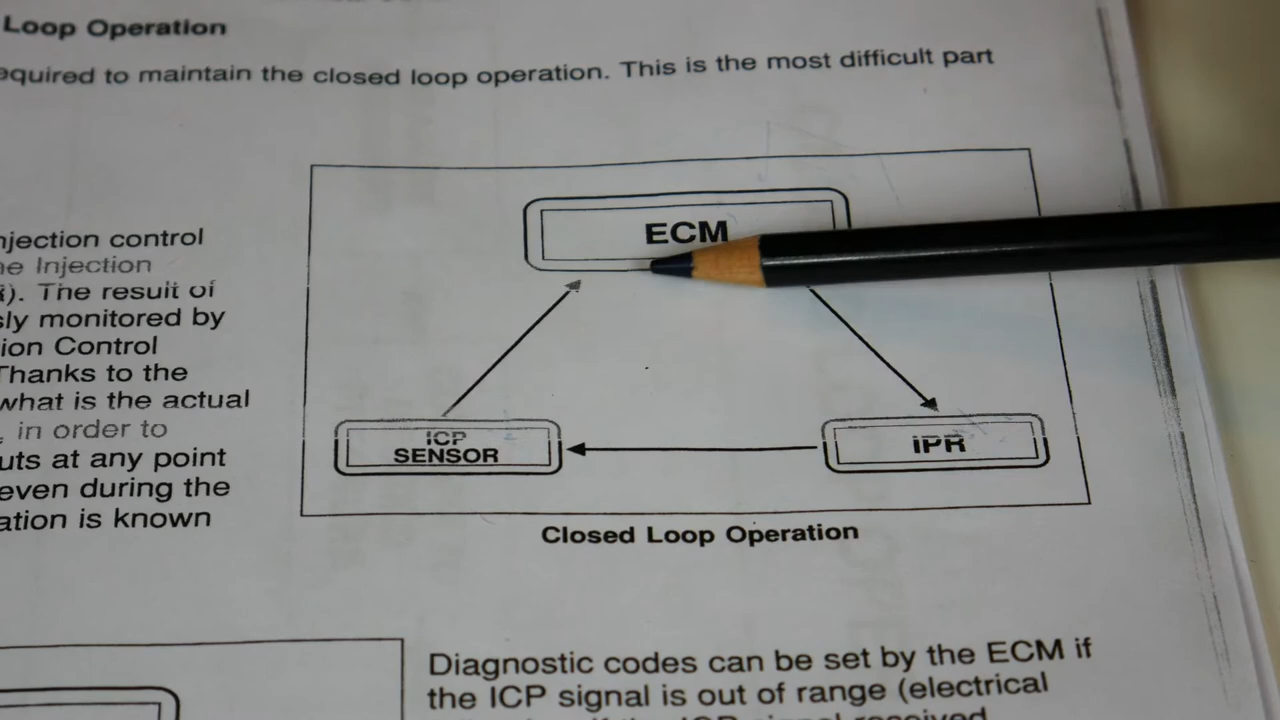 Loop Operation
equired to maintain the closed loop operation. This is the most difficult part
njection control
ne Injection
). The result of
sly monitored by
ion Control
Thanks to the
what is the actual
, in order to
uts at any point
even during the
ation is known
ECM
ICP
SENSOR
IPR
Closed Loop Operation
Diagnostic codes can be set by the ECM if
the ICP signal is out of range (electrical
signal received